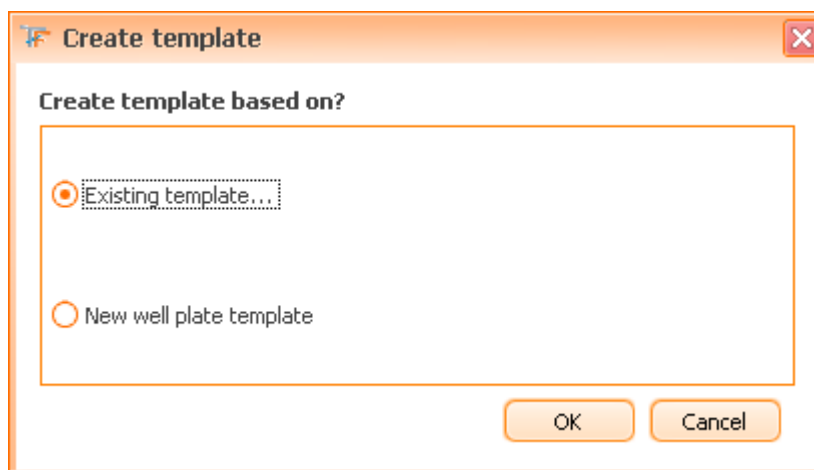 Create template
Create template based on?
Existing template...
New well plate template
OK Cancel